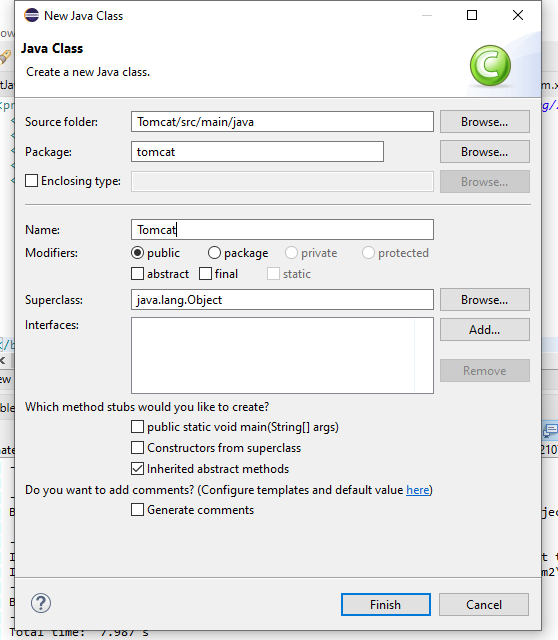 New Java Class
Java Class
Create a new Java class.
Source folder: Tomcat/src/main/java Browse...
Package: tomcat Browse...
Enclosing type: Browse...
Name: Tomcat
Modifiers: public package private protected
abstract final static
Superclass: java.lang.Object Browse...
Interfaces: Add...
Remove
Which method stubs would you like to create?
public static void main(String[] args)
Constructors from superclass
Inherited abstract methods
Do you want to add comments? (Configure templates and default value here)
Generate comments
? Finish Cancel
Total time: 7.987 s